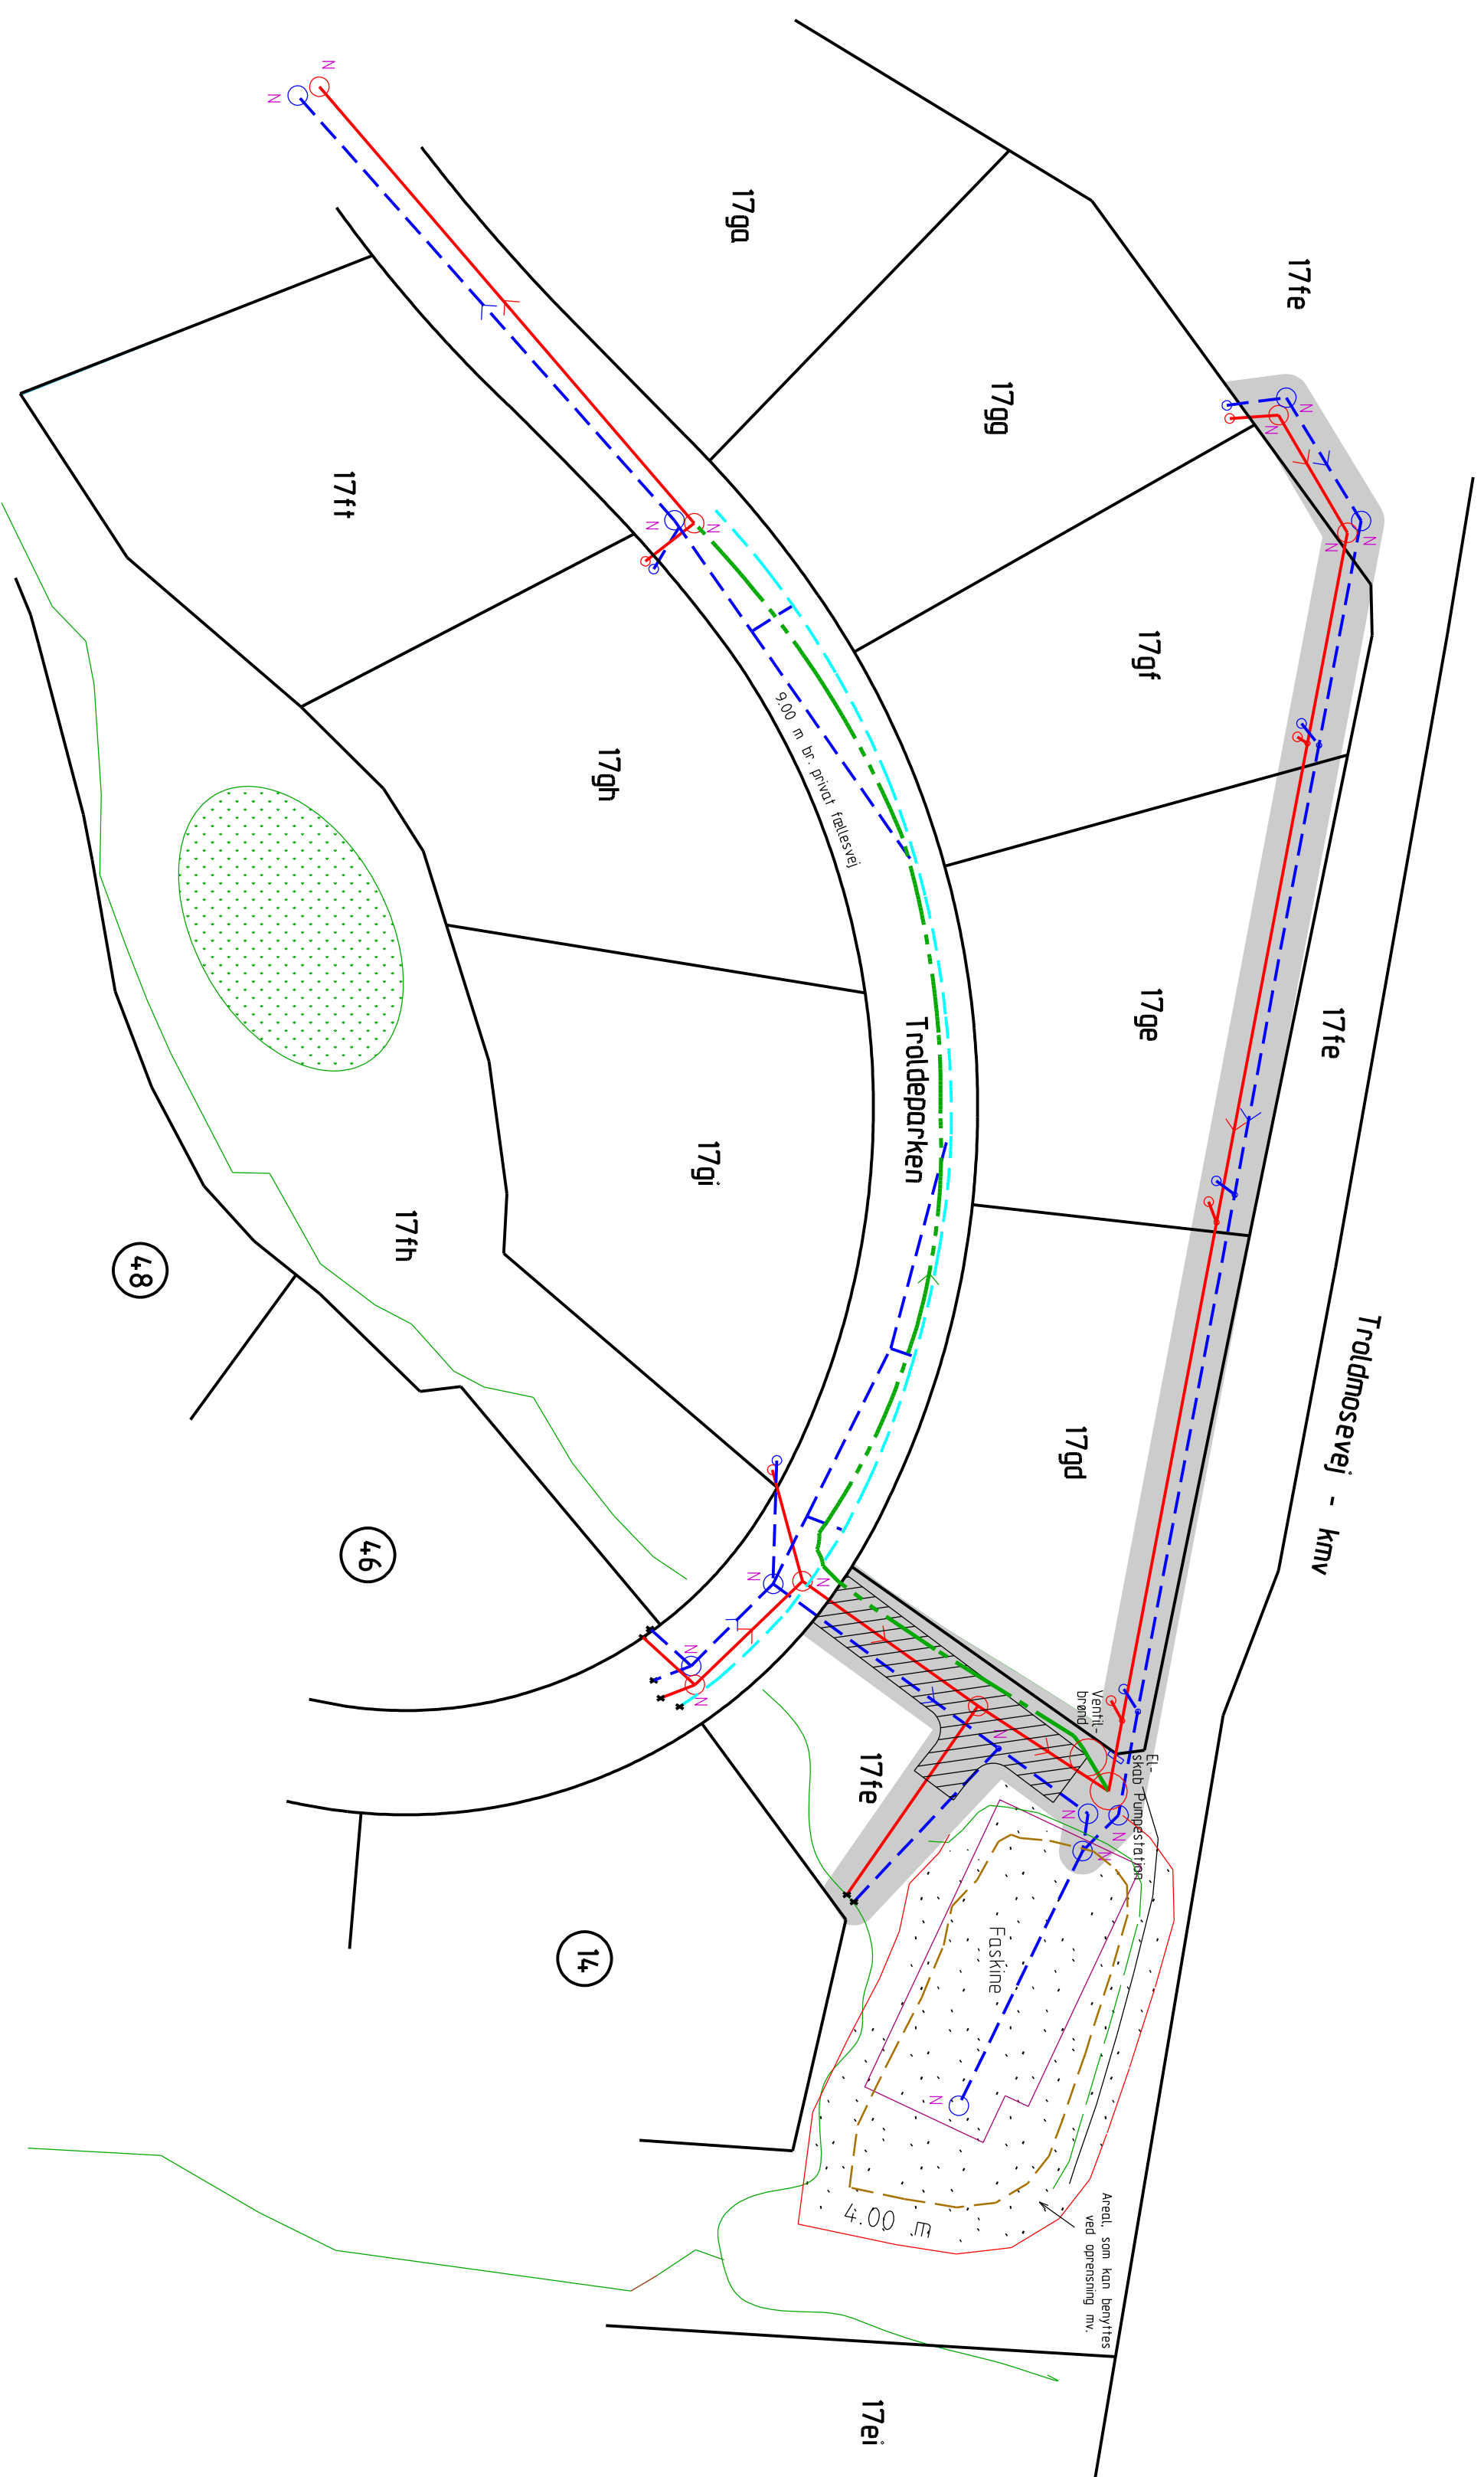 Troldmosevej - kmv
17fe
17fe
N
N
N
N
17gg
17gf
17ge
17gd
17ga
Ventil-
brønd
El-
skab
Pumpestation
N
N
N
N
Areal, som kan benyttes
ved oprensning mv.
Faskine
N
4.00 m
Troldeparken
9.00 m br. privat fællesvej
N
N
N
N
N
N
N
N
17fe
17ei
17gi
17gh
17ft
17fh
14
46
48